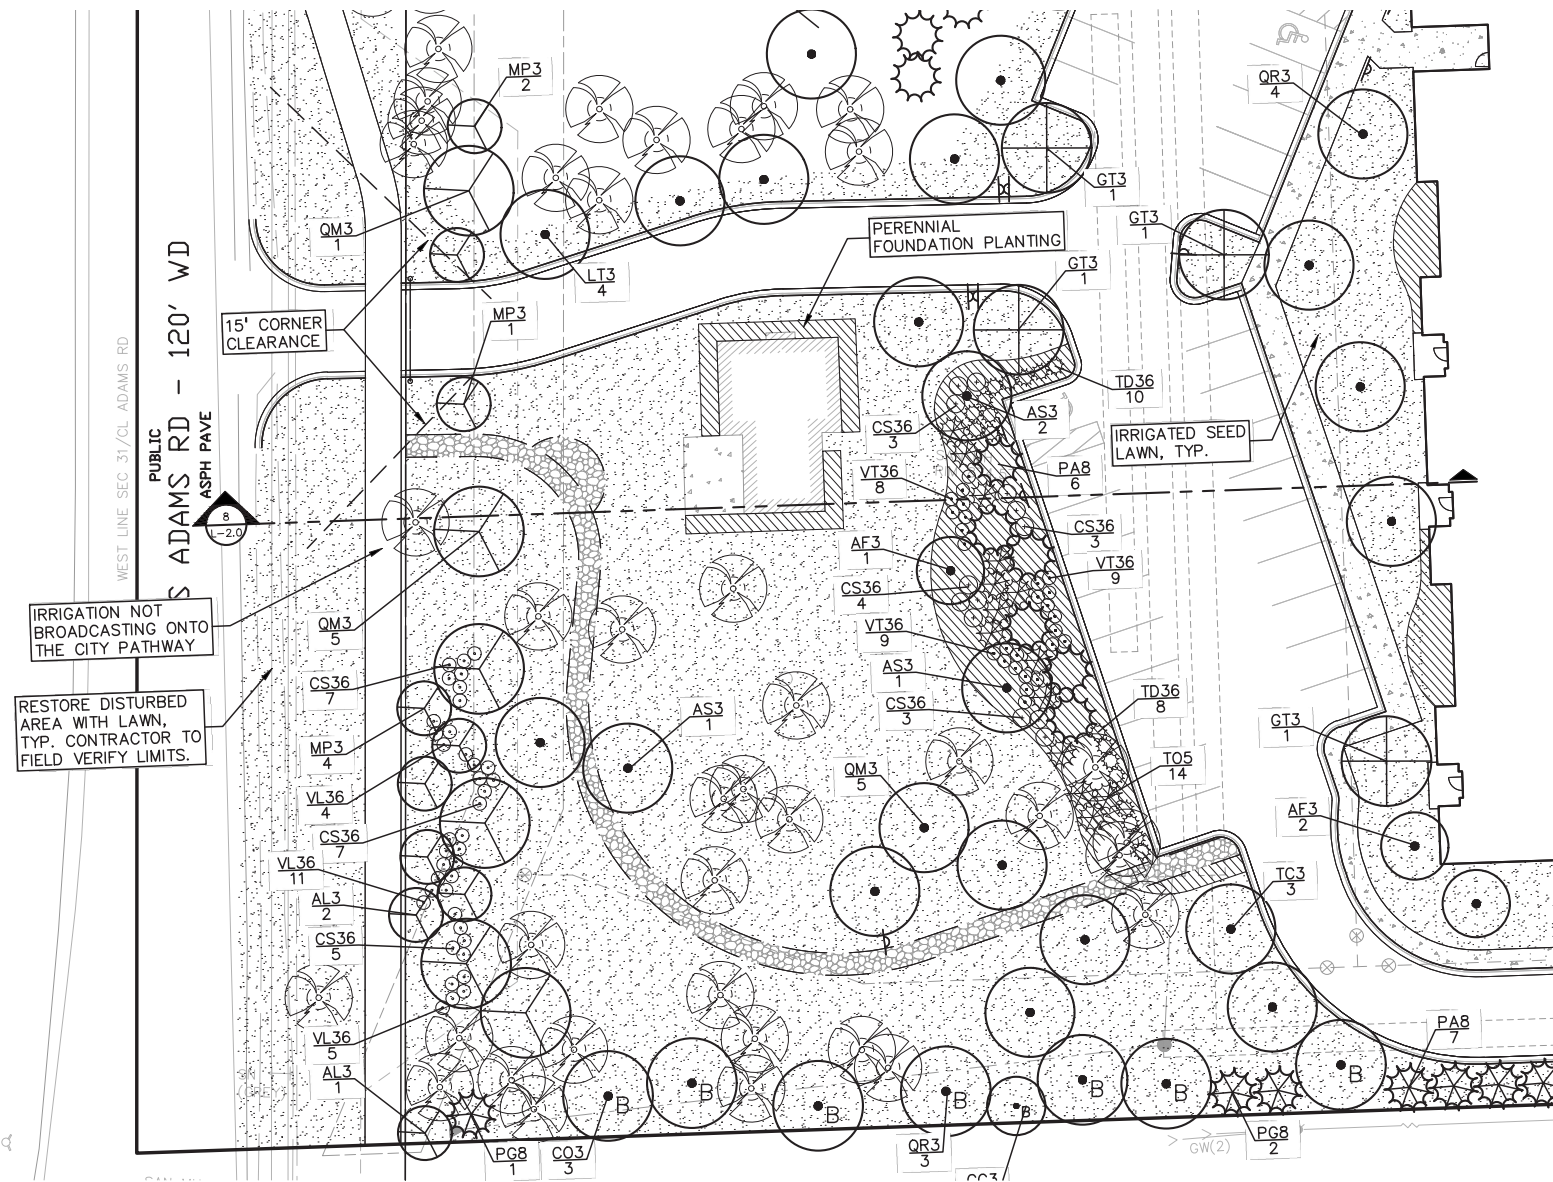 MP3
2
QR3
4
GT3
1
GT3
1
QM3
1
PERENNIAL
FOUNDATION PLANTING
GT3
1
LT3
4
15' CORNER
CLEARANCE
MP3
1
WEST LINE SEC 31/CL ADAMS RD
PUBLIC
S ADAMS RD - 120' WD
ASPH PAVE
TD36
10
AS3
2
CS36
3
IRRIGATED SEED
LAWN, TYP.
VT36
8
PA8
6
8
L-2.0
CS36
3
AF3
1
VT36
9
CS36
4
IRRIGATION NOT
BROADCASTING ONTO
THE CITY PATHWAY
QM3
5
VT36
9
AS3
1
CS36
7
CS36
3
TD36
8
RESTORE DISTURBED
AREA WITH LAWN,
TYP. CONTRACTOR TO
FIELD VERIFY LIMITS.
AS3
1
GT3
1
MP3
4
QM3
5
TO5
14
VL36
4
AF3
2
CS36
7
VL36
11
TC3
3
AL3
2
CS36
5
VL36
5
PA8
7
AL3
1
B
B
B
B
B
B
B
B
PG8
1
CO3
3
QR3
3
PG8
2
GW(2)